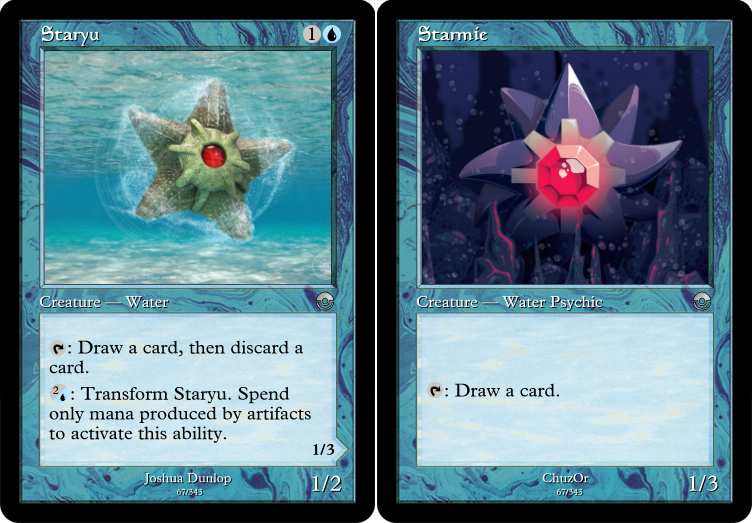 Staryu 1
Creature — Water
: Draw a card, then discard a
card.
2 : Transform Staryu. Spend
only mana produced by artifacts
to activate this ability.
1/3
Joshua Dunlop
67/343
1/2
Starmie
Creature — Water Psychic
: Draw a card.
ChuzOr
67/343
1/3